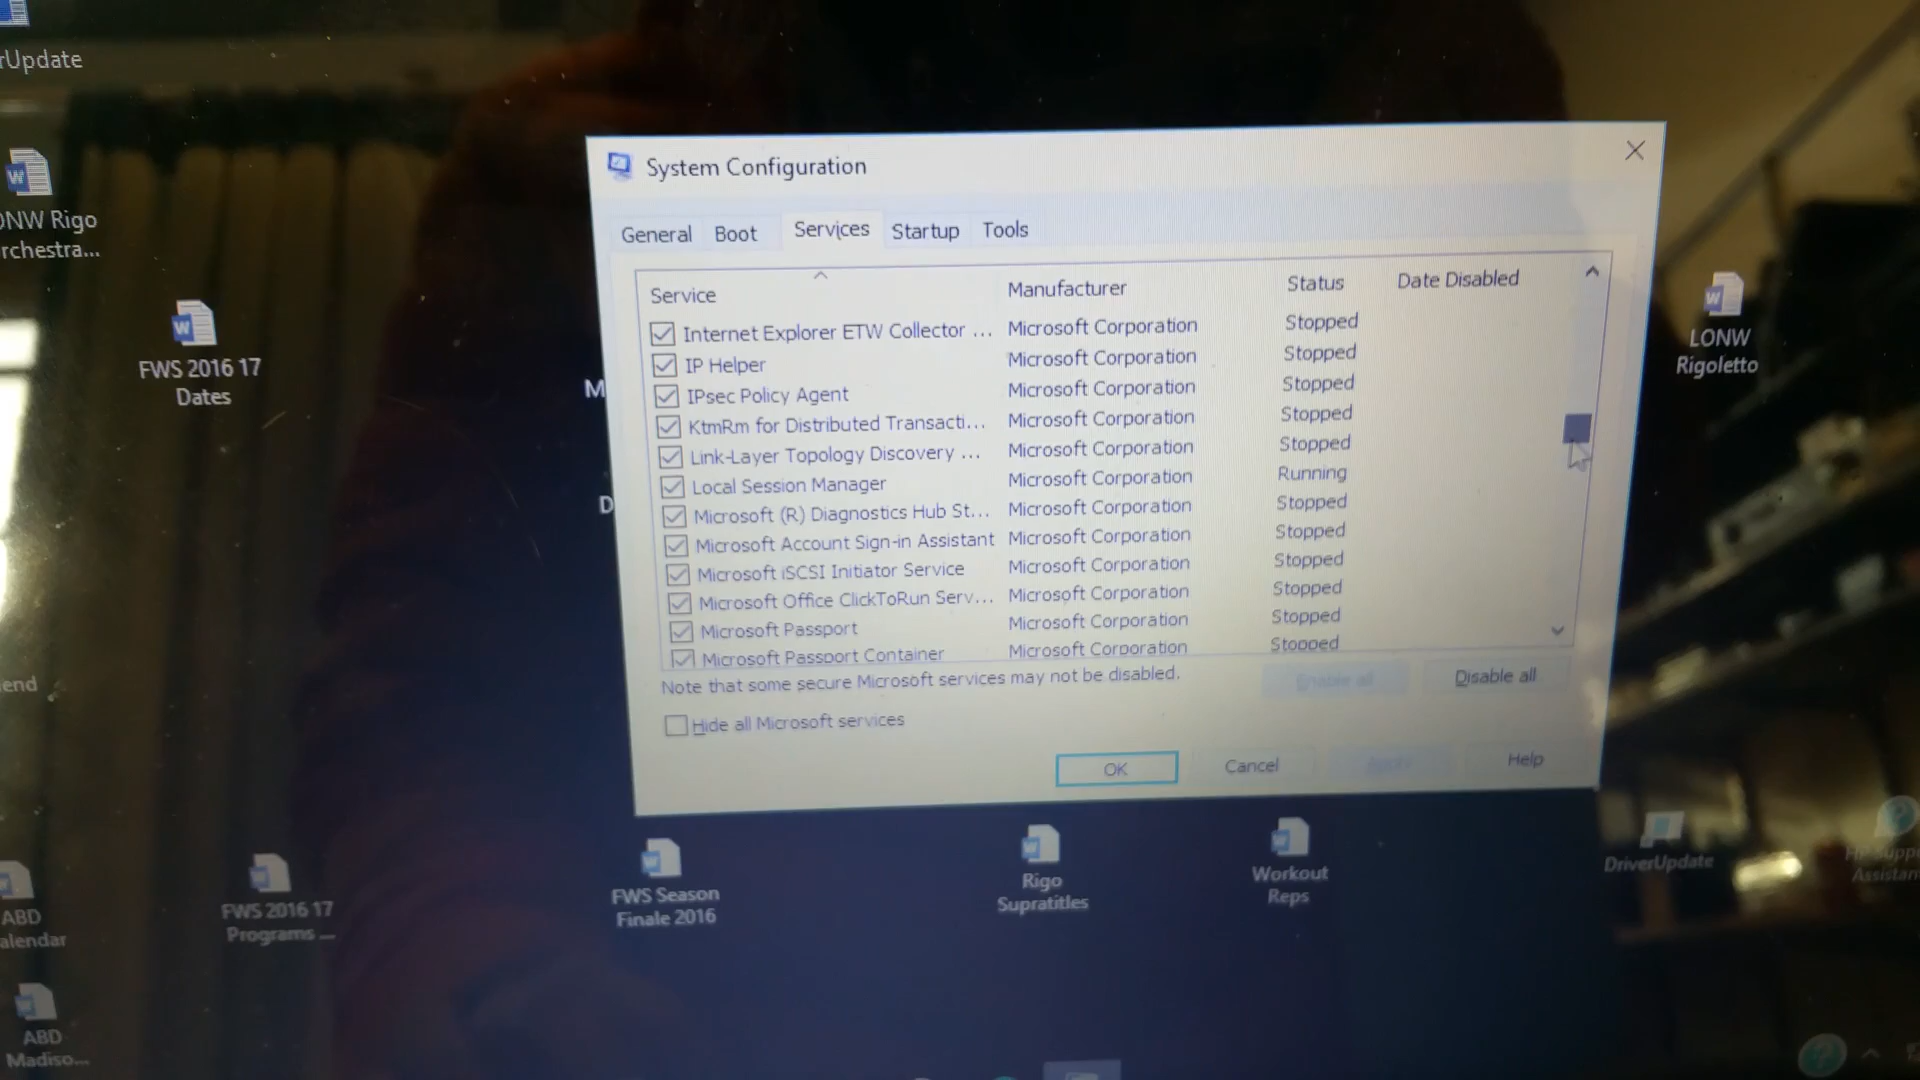 rUpdate
System Configuration
General Boot Services Startup Tools
Service Manufacturer Status Date Disabled
Internet Explorer ETW Collector ... Microsoft Corporation Stopped
IP Helper Microsoft Corporation Stopped
IPsec Policy Agent Microsoft Corporation Stopped
KtmRm for Distributed Transacti... Microsoft Corporation Stopped
Link-Layer Topology Discovery ... Microsoft Corporation Stopped
Local Session Manager Microsoft Corporation Running
Microsoft (R) Diagnostics Hub St... Microsoft Corporation Stopped
Microsoft Account Sign-in Assistant Microsoft Corporation Stopped
Microsoft iSCSI Initiator Service Microsoft Corporation Stopped
Microsoft Office ClickToRun Serv... Microsoft Corporation Stopped
Microsoft Passport Microsoft Corporation Stopped
Microsoft Passport Container Microsoft Corporation Stopped
Note that some secure Microsoft services may not be disabled.
Enable all Disable all
Hide all Microsoft services
OK Cancel Apply Help
ONW Rigo
rchestra...
FWS 2016 17
Dates
M
D
LONW
Rigoletto
end
ABD
alendar
FWS 2016 17
Programs ...
FWS Season
Finale 2016
Rigo
Supratitles
Workout
Reps
DriverUpdate
HP Suppo
Assistan
ABD
Madiso...